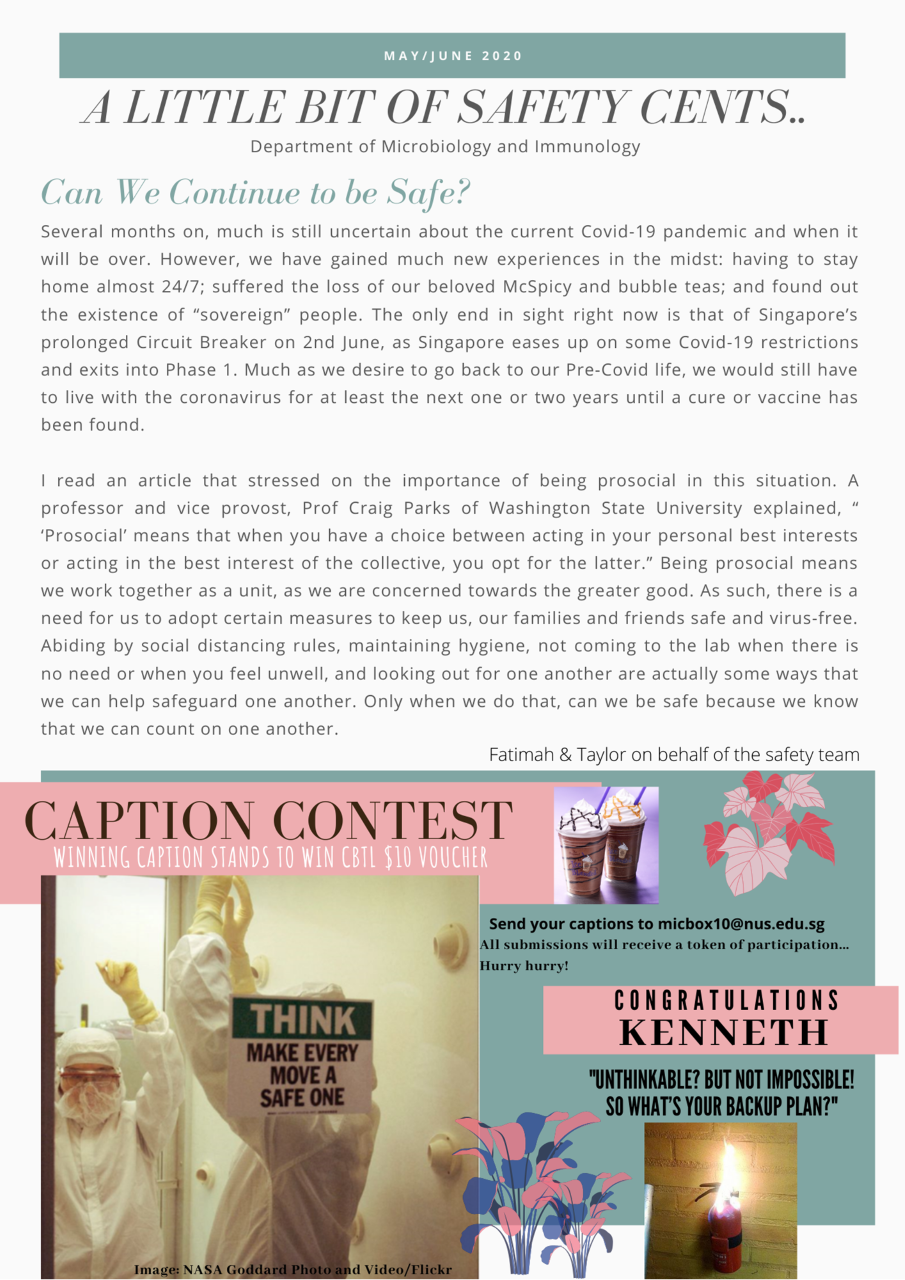 MAY/JUNE 2020
A LITTLE BIT OF SAFETY CENTS..
Department of Microbiology and Immunology
Can We Continue to be Safe?
Several months on, much is still uncertain about the current Covid-19 pandemic and when it
will be over. However, we have gained much new experiences in the midst: having to stay
home almost 24/7; suffered the loss of our beloved McSpicy and bubble teas; and found out
the existence of “sovereign” people. The only end in sight right now is that of Singapore’s
prolonged Circuit Breaker on 2nd June, as Singapore eases up on some Covid-19 restrictions
and exits into Phase 1. Much as we desire to go back to our Pre-Covid life, we would still have
to live with the coronavirus for at least the next one or two years until a cure or vaccine has
been found.
I read an article that stressed on the importance of being prosocial in this situation. A
professor and vice provost, Prof Craig Parks of Washington State University explained, “
‘Prosocial’ means that when you have a choice between acting in your personal best interests
or acting in the best interest of the collective, you opt for the latter.” Being prosocial means
we work together as a unit, as we are concerned towards the greater good. As such, there is a
need for us to adopt certain measures to keep us, our families and friends safe and virus-free.
Abiding by social distancing rules, maintaining hygiene, not coming to the lab when there is
no need or when you feel unwell, and looking out for one another are actually some ways that
we can help safeguard one another. Only when we do that, can we be safe because we know
that we can count on one another.
Fatimah & Taylor on behalf of the safety team
CAPTION CONTEST
WINNING CAPTION STANDS TO WIN CBTL $10 VOUCHER
Send your captions to micbox10@nus.edu.sg
All submissions will receive a token of participation...
Hurry hurry!
THINK
MAKE EVERY
MOVE A
SAFE ONE
Image: NASA Goddard Photo and Video/Flickr
CONGRATULATIONS
KENNETH
"UNTHINKABLE? BUT NOT IMPOSSIBLE!
SO WHAT'S YOUR BACKUP PLAN?"